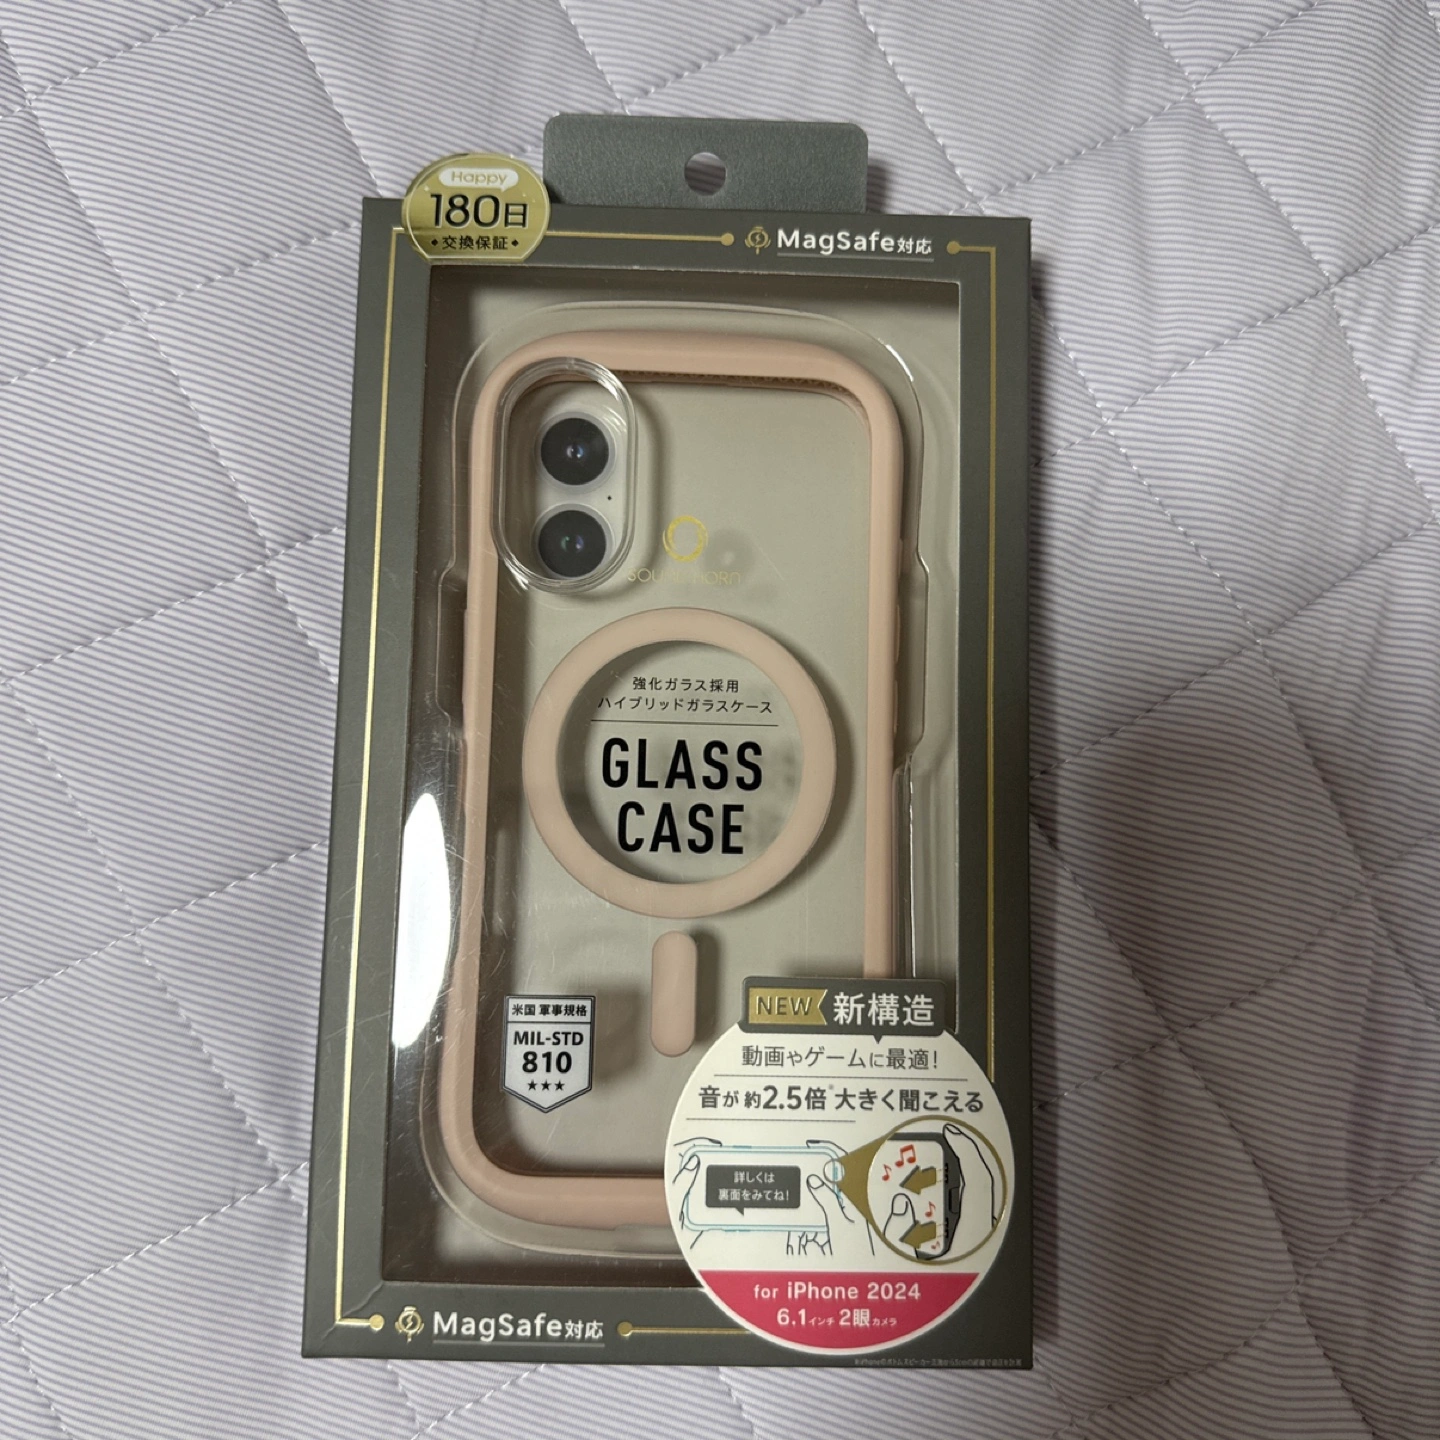 Happy
180日
交換保証
MagSafe対応
SOUND HORN
強化ガラス採用
ハイブリッドガラスケース
GLASS
CASE
米国 軍事規格
MIL-STD
810
NEW 新構造
動画やゲームに最適!
音が 約2.5倍※大きく聞こえる
詳しくは
裏面をみてね!
for iPhone 2024
6.1インチ 2眼カメラ
MagSafe対応